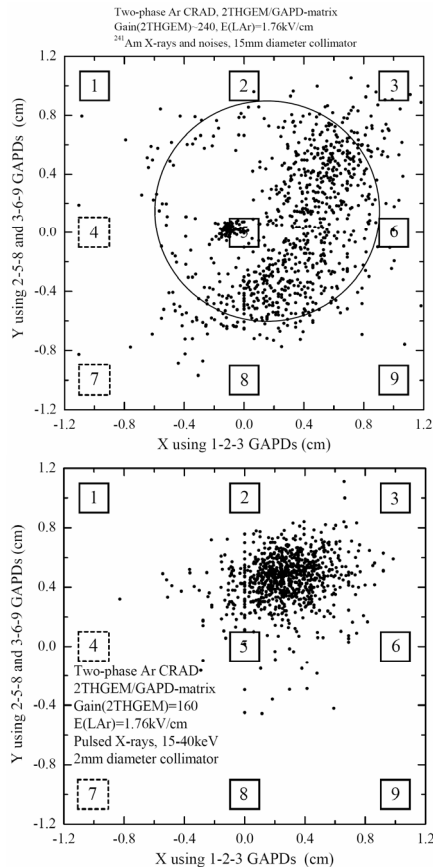 Two-phase Ar CRAD, 2THGEM/GAPD-matrix
Gain(2THGEM)~240, E(LAr)=1.76kV/cm
²⁴¹Am X-rays and noises, 15mm diameter collimator
Y using 2-5-8 and 3-6-9 GAPDs (cm)
1.2
0.8
0.4
0.0
-0.4
-0.8
-1.2
1 2 3
4 5 6
7 8 9
-1.2 -0.8 -0.4 0.0 0.4 0.8 1.2
X using 1-2-3 GAPDs (cm)
Y using 2-5-8 and 3-6-9 GAPDs (cm)
1.2
0.8
0.4
0.0
-0.4
-0.8
-1.2
1 2 3
4 5 6
Two-phase Ar CRAD
2THGEM/GAPD-matrix
Gain(2THGEM)=160
E(LAr)=1.76kV/cm
Pulsed X-rays, 15-40keV
2mm diameter collimator
7 8 9
-1.2 -0.8 -0.4 0.0 0.4 0.8 1.2
X using 1-2-3 GAPDs (cm)